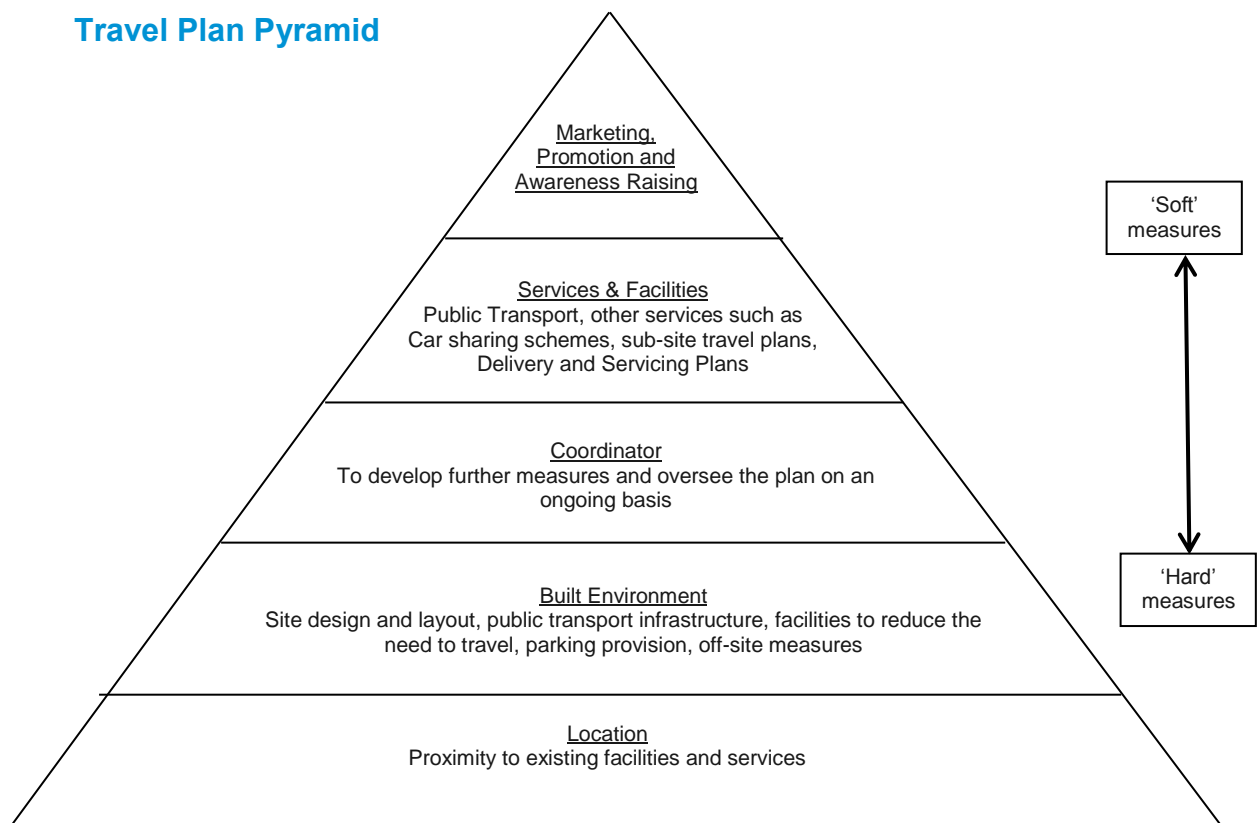 Travel Plan Pyramid
Marketing,
Promotion and
Awareness Raising
Services & Facilities
Public Transport, other services such as
Car sharing schemes, sub-site travel plans,
Delivery and Servicing Plans
Coordinator
To develop further measures and oversee the plan on an
ongoing basis
Built Environment
Site design and layout, public transport infrastructure, facilities to reduce the
need to travel, parking provision, off-site measures
Location
Proximity to existing facilities and services
‘Soft’
measures
‘Hard’
measures